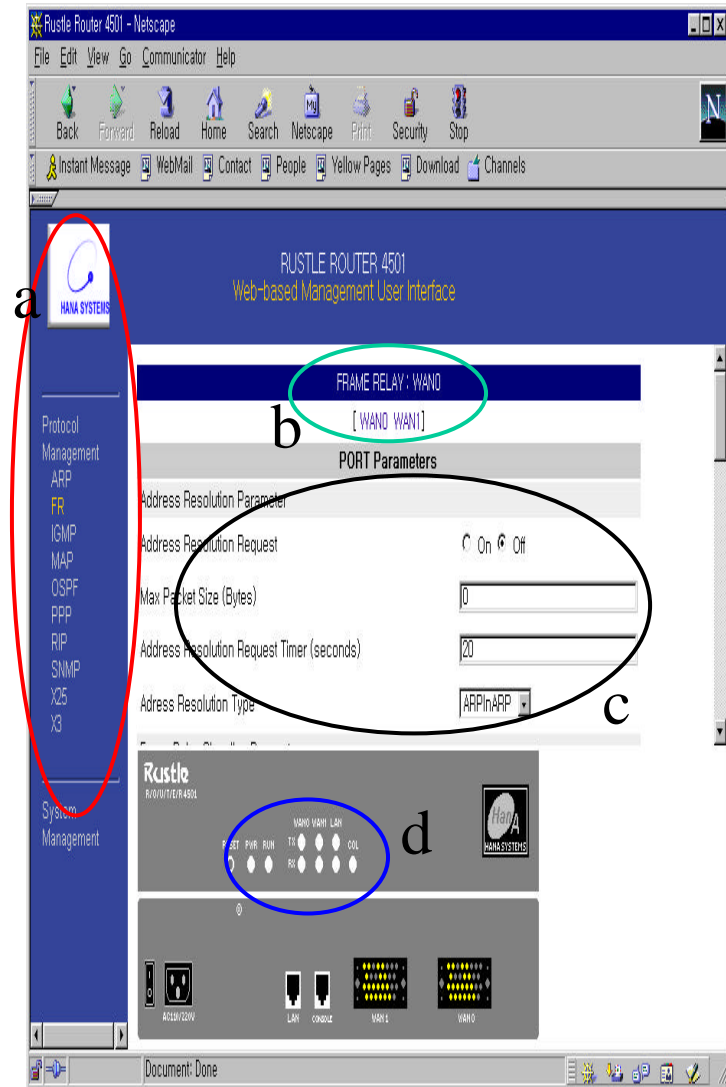 Rustle Router 4501 - Netscape
File Edit View Go Communicator Help
Back Forward Reload Home Search Netscape Print Security Stop
My
N
Instant Message WebMail Contact People Yellow Pages Download Channels
a
HANA SYSTEMS
RUSTLE ROUTER 4501
Web-based Management User Interface
Protocol
Management
ARP
FR
IGMP
MAP
OSPF
PPP
RIP
SNMP
X25
X3
System
Management
FRAME RELAY : WAN0
b
[ WAN0 WAN1]
PORT Parameters
Address Resolution Parameter
Address Resolution Request On Off
Max Packet Size (Bytes) 0
Address Resolution Request Timer (seconds) 20
Adress Resolution Type ARPInARP
c
Rustle
R/O/U/T/E/R 4501
WAN0 WAN1 LAN
RESET PWR RUN TX COL
RX
d
HanA
HANA SYSTEMS
AC110V/220V
LAN CONSOLE WAN 1 WAN 0
Document: Done